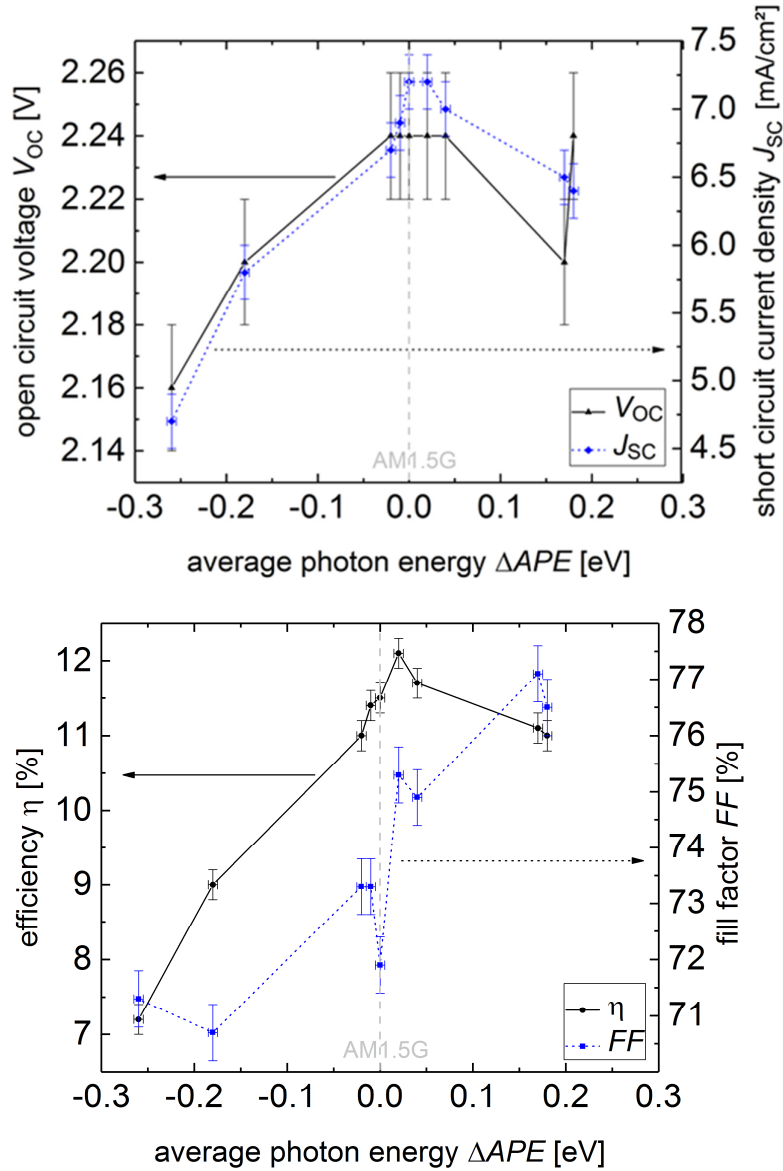 open circuit voltage V_OC [V]
2.26
2.24
2.22
2.20
2.18
2.16
2.14
7.5
7.0
6.5
6.0
5.5
5.0
4.5
short circuit current density J_SC [mA/cm²]
V_OC
J_SC
AM1.5G
-0.3 -0.2 -0.1 0.0 0.1 0.2 0.3
average photon energy ΔAPE [eV]
efficiency η [%]
12
11
10
9
8
7
78
77
76
75
74
73
72
71
fill factor FF [%]
η
FF
AM1.5G
-0.3 -0.2 -0.1 0.0 0.1 0.2 0.3
average photon energy ΔAPE [eV]